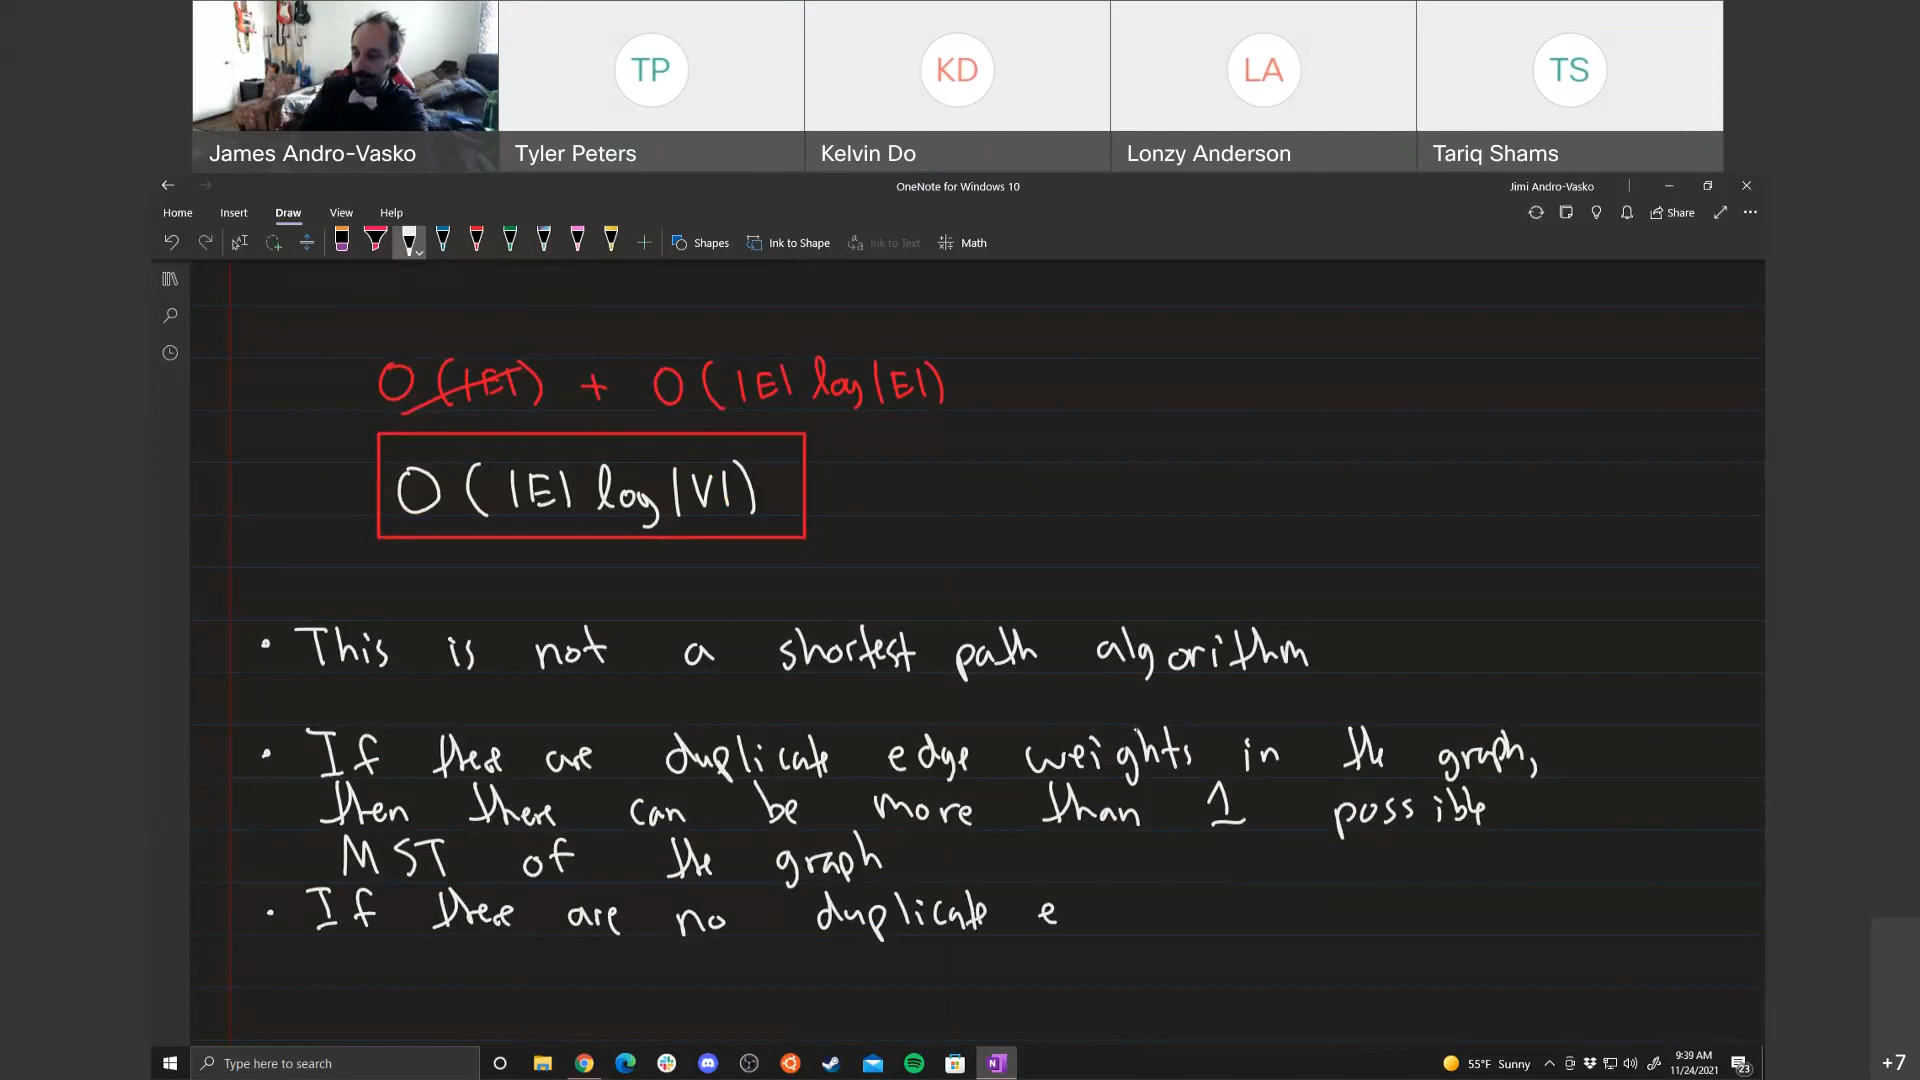 TP
KD
LA
TS
James Andro-Vasko
Tyler Peters
Kelvin Do
Lonzy Anderson
Tariq Shams
OneNote for Windows 10
Jimi Andro-Vasko
Home Insert Draw View Help
Share
Shapes Ink to Shape Ink to Text Math
O (|E|) + O (|E| log |E|)
O (|E| log |V|)
• This is not a shortest path algorithm
• If there are duplicate edge weights in the graph,
then there can be more than 1 possible
MST of the graph
• If there are no duplicate e
Type here to search
55°F Sunny
9:39 AM
11/24/2021
23
+7